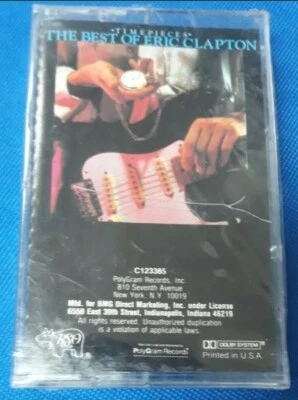 "TIMEPIECES"
THE BEST OF ERIC CLAPTON
C123385
PolyGram Records, Inc
810 Seventh Avenue
New York, N.Y. 10019
Mfd. for BMG Direct Marketing, Inc. under License
6550 East 30th Street, Indianapolis, Indiana 46219
All rights reserved. Unauthorized duplication
is a violation of applicable laws.
RSO
PolyGram Records
DOLBY SYSTEM
Printed in U.S.A.